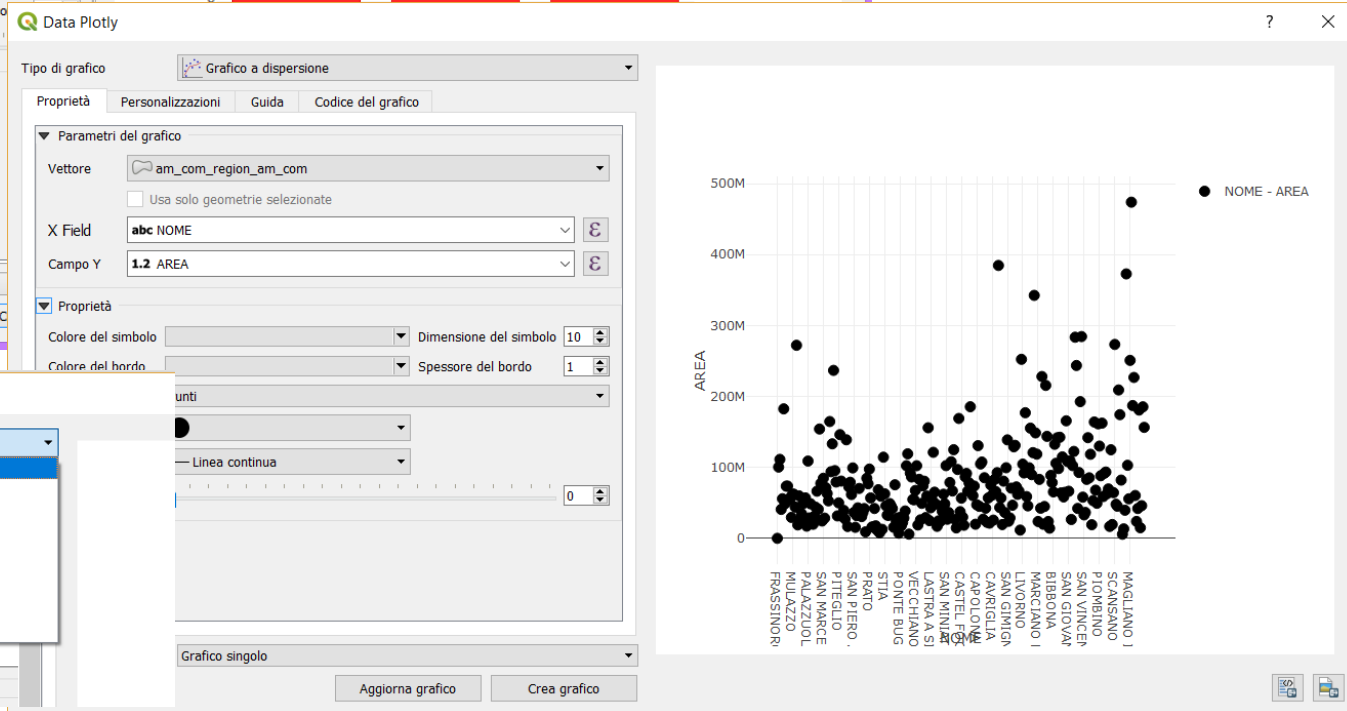 Data Plotly
?
Tipo di grafico
Grafico a dispersione
Proprietà Personalizzazioni Guida Codice del grafico
Parametri del grafico
Vettore
am_com_region_am_com
Usa solo geometrie selezionate
X Field
abc NOME
ε
Campo Y
1.2 AREA
ε
Proprietà
Colore del simbolo
Dimensione del simbolo 10
Colore del bordo
Spessore del bordo 1
unti
Linea continua
0
Grafico singolo
Aggiorna grafico
Crea grafico
500M
400M
300M
200M
100M
0
AREA
NOME - AREA
FRASSINOR
MULAZZO
PALAZZUOL
SAN MARCE
PITEGLIO
SAN PIERO
PRATO
STIA
PONTE BUG
VECCHIANO
LASTRA A SI
SAN MINIAT
CASTEL FO
CAPOLONA
CAVRIGLIA
SAN GIMIGN
LIVORNO
MARCIANO
BIBBONA
SAN GIOVAN
SAN VINCEN
PIOMBINO
SCANSANO
MAGLIANO I
NOME